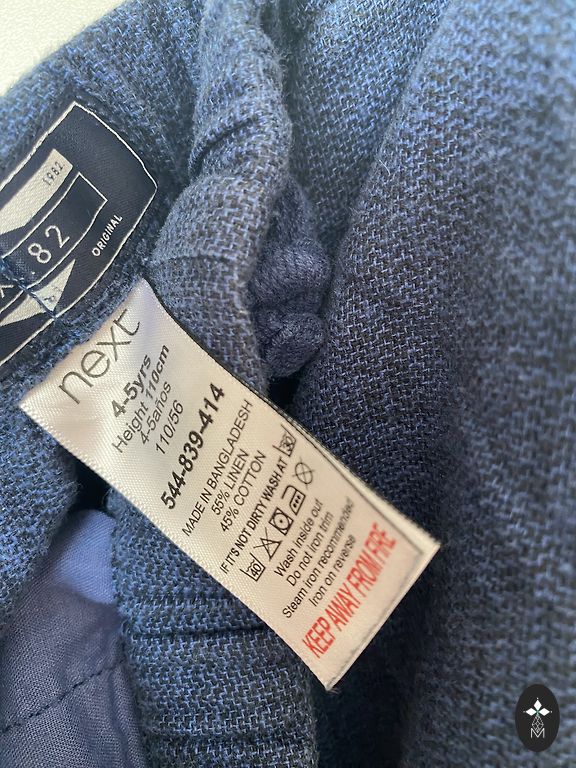 1982
82
ORIGINAL
next
4-5yrs
Height 110cm
4-5años
110/56
544-839-414
MADE IN BANGLADESH
55% LINEN
45% COTTON
IF IT'S NOT DIRTY WASH AT 30
40
Wash inside out
Do not iron trim
Steam iron recommended
Iron on reverse
KEEP AWAY FROM FIRE
M